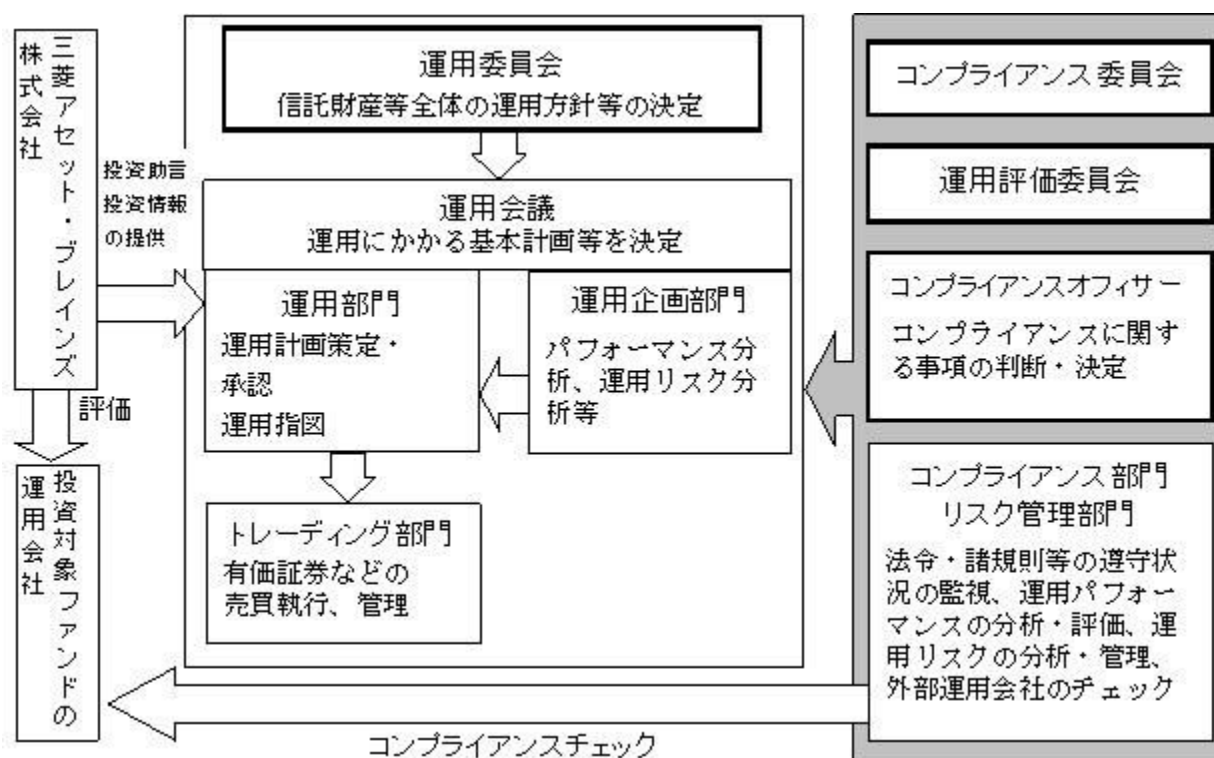 三菱アセット・ブレインズ
株式会社
投資助言
投資情報
の提供
評価
投資対象ファンドの
運用会社
運用委員会
信託財産等全体の運用方針等の決定
運用会議
運用にかかる基本計画等を決定
運用部門
運用計画策定・
承認
運用指図
運用企画部門
パフォーマンス分
析、運用リスク分
析等
トレーディング部門
有価証券などの
売買執行、管理
コンプライアンス委員会
運用評価委員会
コンプライアンスオフィサー
コンプライアンスに関す
る事項の判断・決定
コンプライアンス部門
リスク管理部門
法令・諸規則等の遵守状
況の監視、運用パフォー
マンスの分析・評価、運
用リスクの分析・管理、
外部運用会社のチェック
コンプライアンスチェック